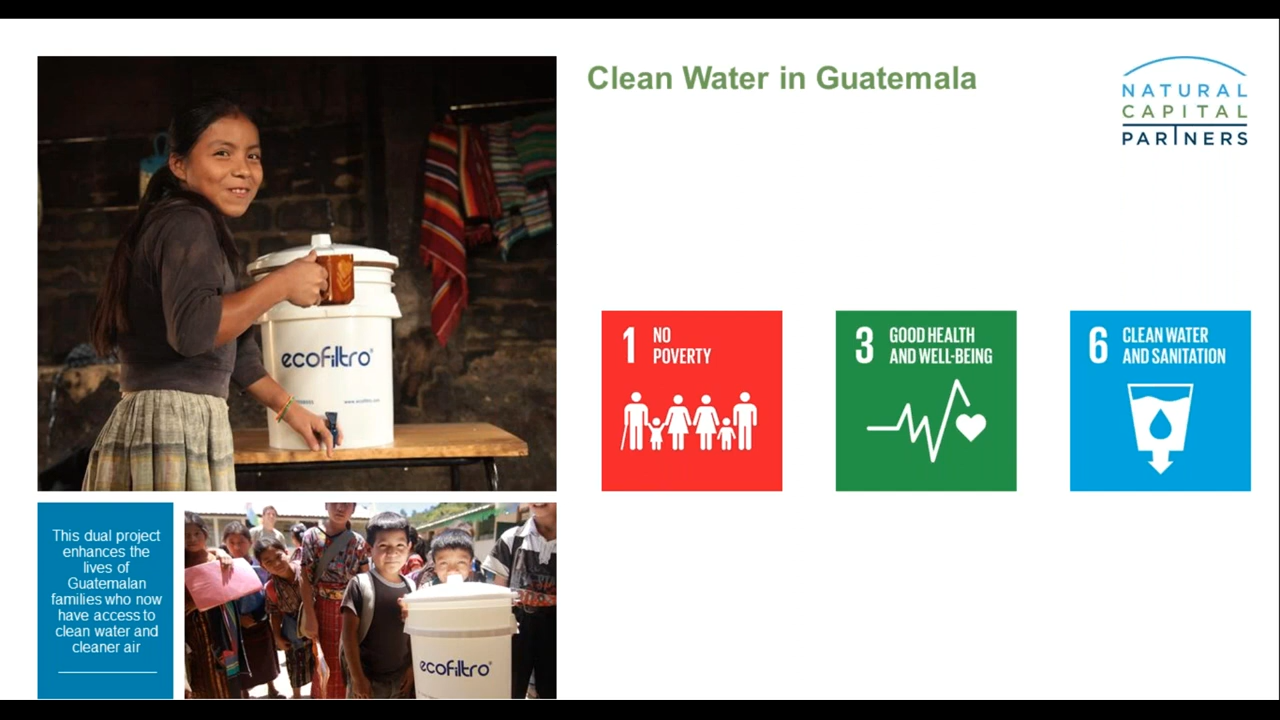 Clean Water in Guatemala
NATURAL
CAPITAL
PARTNERS
ecofiltro®
1 NO
POVERTY
3 GOOD HEALTH
AND WELL-BEING
6 CLEAN WATER
AND SANITATION
This dual project
enhances the
lives of
Guatemalan
families who now
have access to
clean water and
cleaner air
ecofiltro®